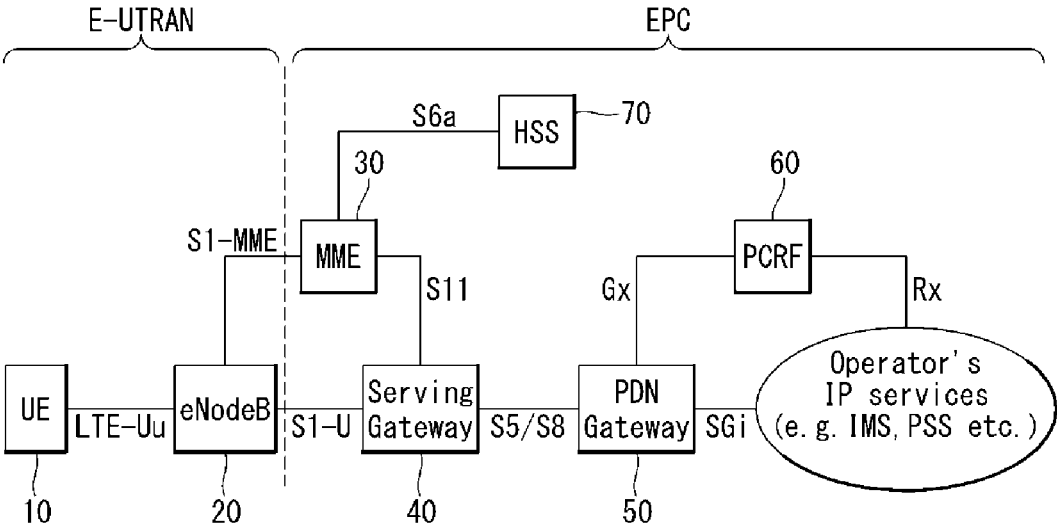 E-UTRAN
EPC
S6a
HSS
70
30
60
S1-MME
MME
PCRF
S11
Gx
Rx
UE
LTE-Uu
eNodeB
S1-U
Serving
Gateway
S5/S8
PDN
Gateway
SGi
Operator's
IP services
(e.g. IMS, PSS etc.)
10
20
40
50